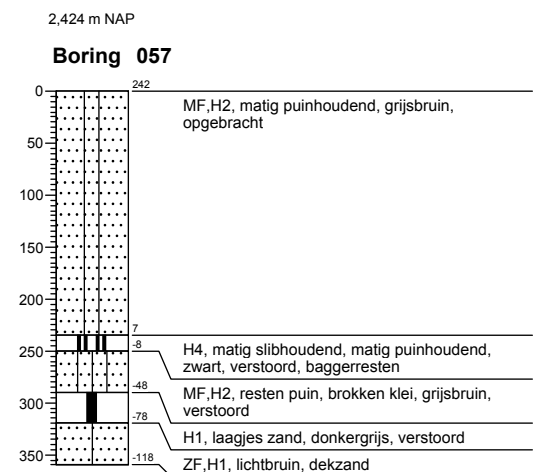 2,424 m NAP
Boring 057
242
0
MF,H2, matig puinhoudend, grijsbruin,
opgebracht
50
100
150
200
7
250
-8
H4, matig slibhoudend, matig puinhoudend,
zwart, verstoord, baggerresten
-48
MF,H2, resten puin, brokken klei, grijsbruin,
verstoord
300
-78
H1, laagjes zand, donkergrijs, verstoord
350
-118
ZF,H1, lichtbruin, dekzand